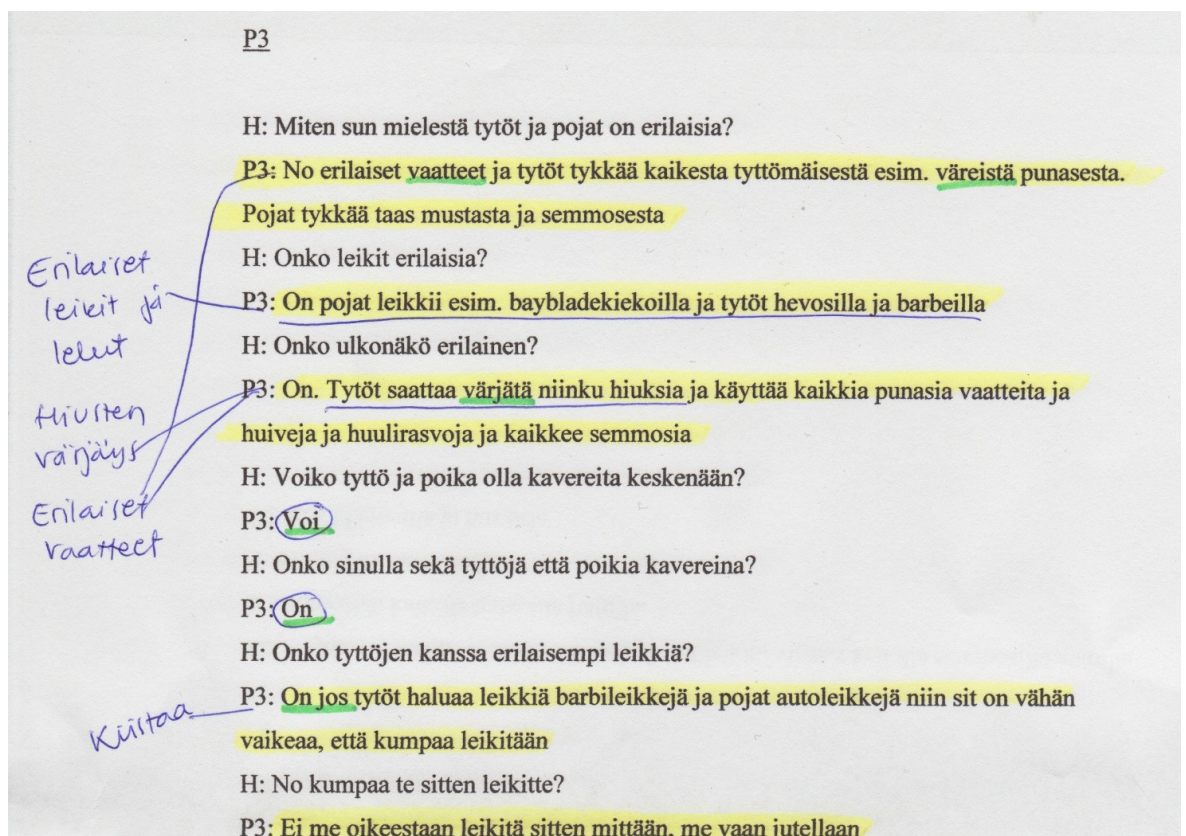 P3
H: Miten sun mielestä tytöt ja pojat on erilaisia?
P3: No erilaiset vaatteet ja tytöt tykkää kaikesta tyttömäisestä esim. väreistä punasesta.
Pojat tykkää taas mustasta ja semmosesta
H: Onko leikit erilaisia?
Erilaiset
leikit ja
lelut
P3: On pojat leikkii esim. baybladekiekoilla ja tytöt hevosilla ja barbeilla
H: Onko ulkonäkö erilainen?
P3: On. Tytöt saattaa värjätä niinku hiuksia ja käyttää kaikkia punasia vaatteita ja
huiveja ja huulirasvoja ja kaikkee semmosia
Hiusten
värjäys
H: Voiko tyttö ja poika olla kavereita keskenään?
Erilaiset
vaatteet
P3: Voi
H: Onko sinulla sekä tyttöjä että poikia kavereina?
P3: On
H: Onko tyttöjen kanssa erilaisempi leikkiä?
Kiistaa
P3: On jos tytöt haluaa leikkiä barbileikkejä ja pojat autoleikkejä niin sit on vähän
vaikeaa, että kumpaa leikitään
H: No kumpaa te sitten leikitte?
P3: Ei me oikeestaan leikitä sitten mittään, me vaan jutellaan